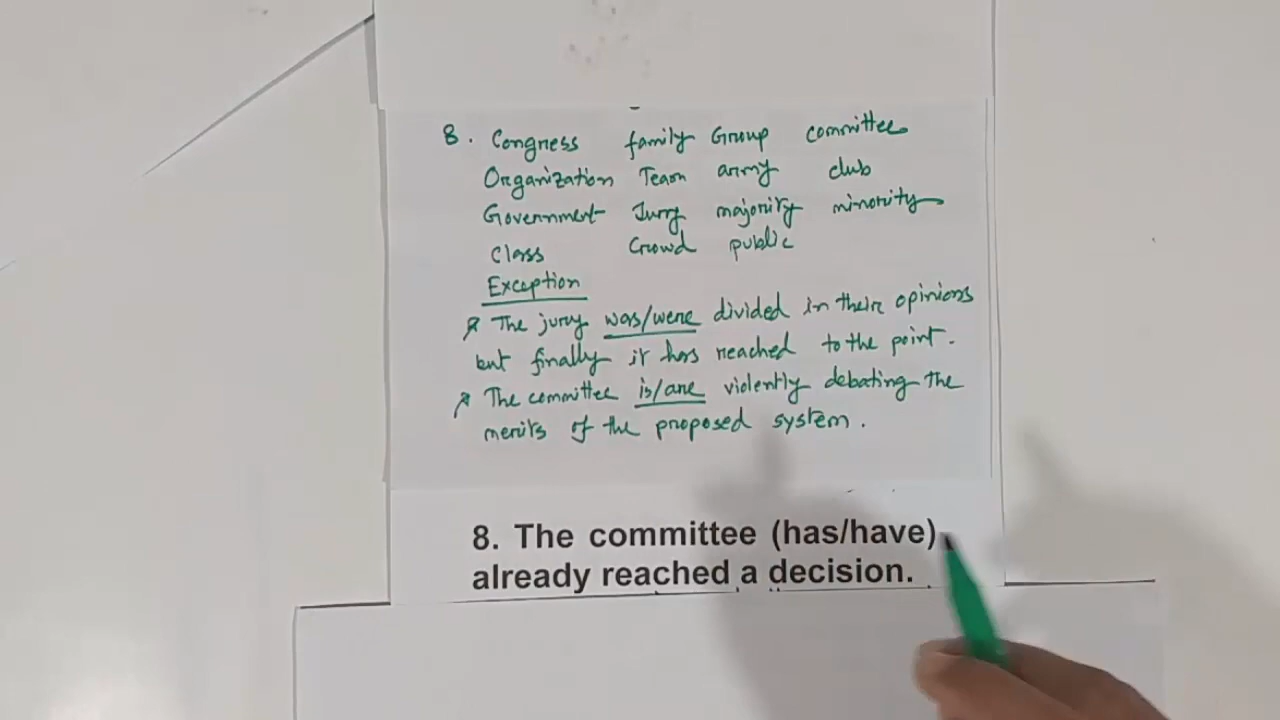 8. Congress family Group committee
Organization Team army club
Government Jury majority minority
Class Crowd public
Exception
The jury was/were divided in their opinions
but finally it has reached to the point.
The committee is/are violently debating the
merits of the proposed system.
8. The committee (has/have)
already reached a decision.